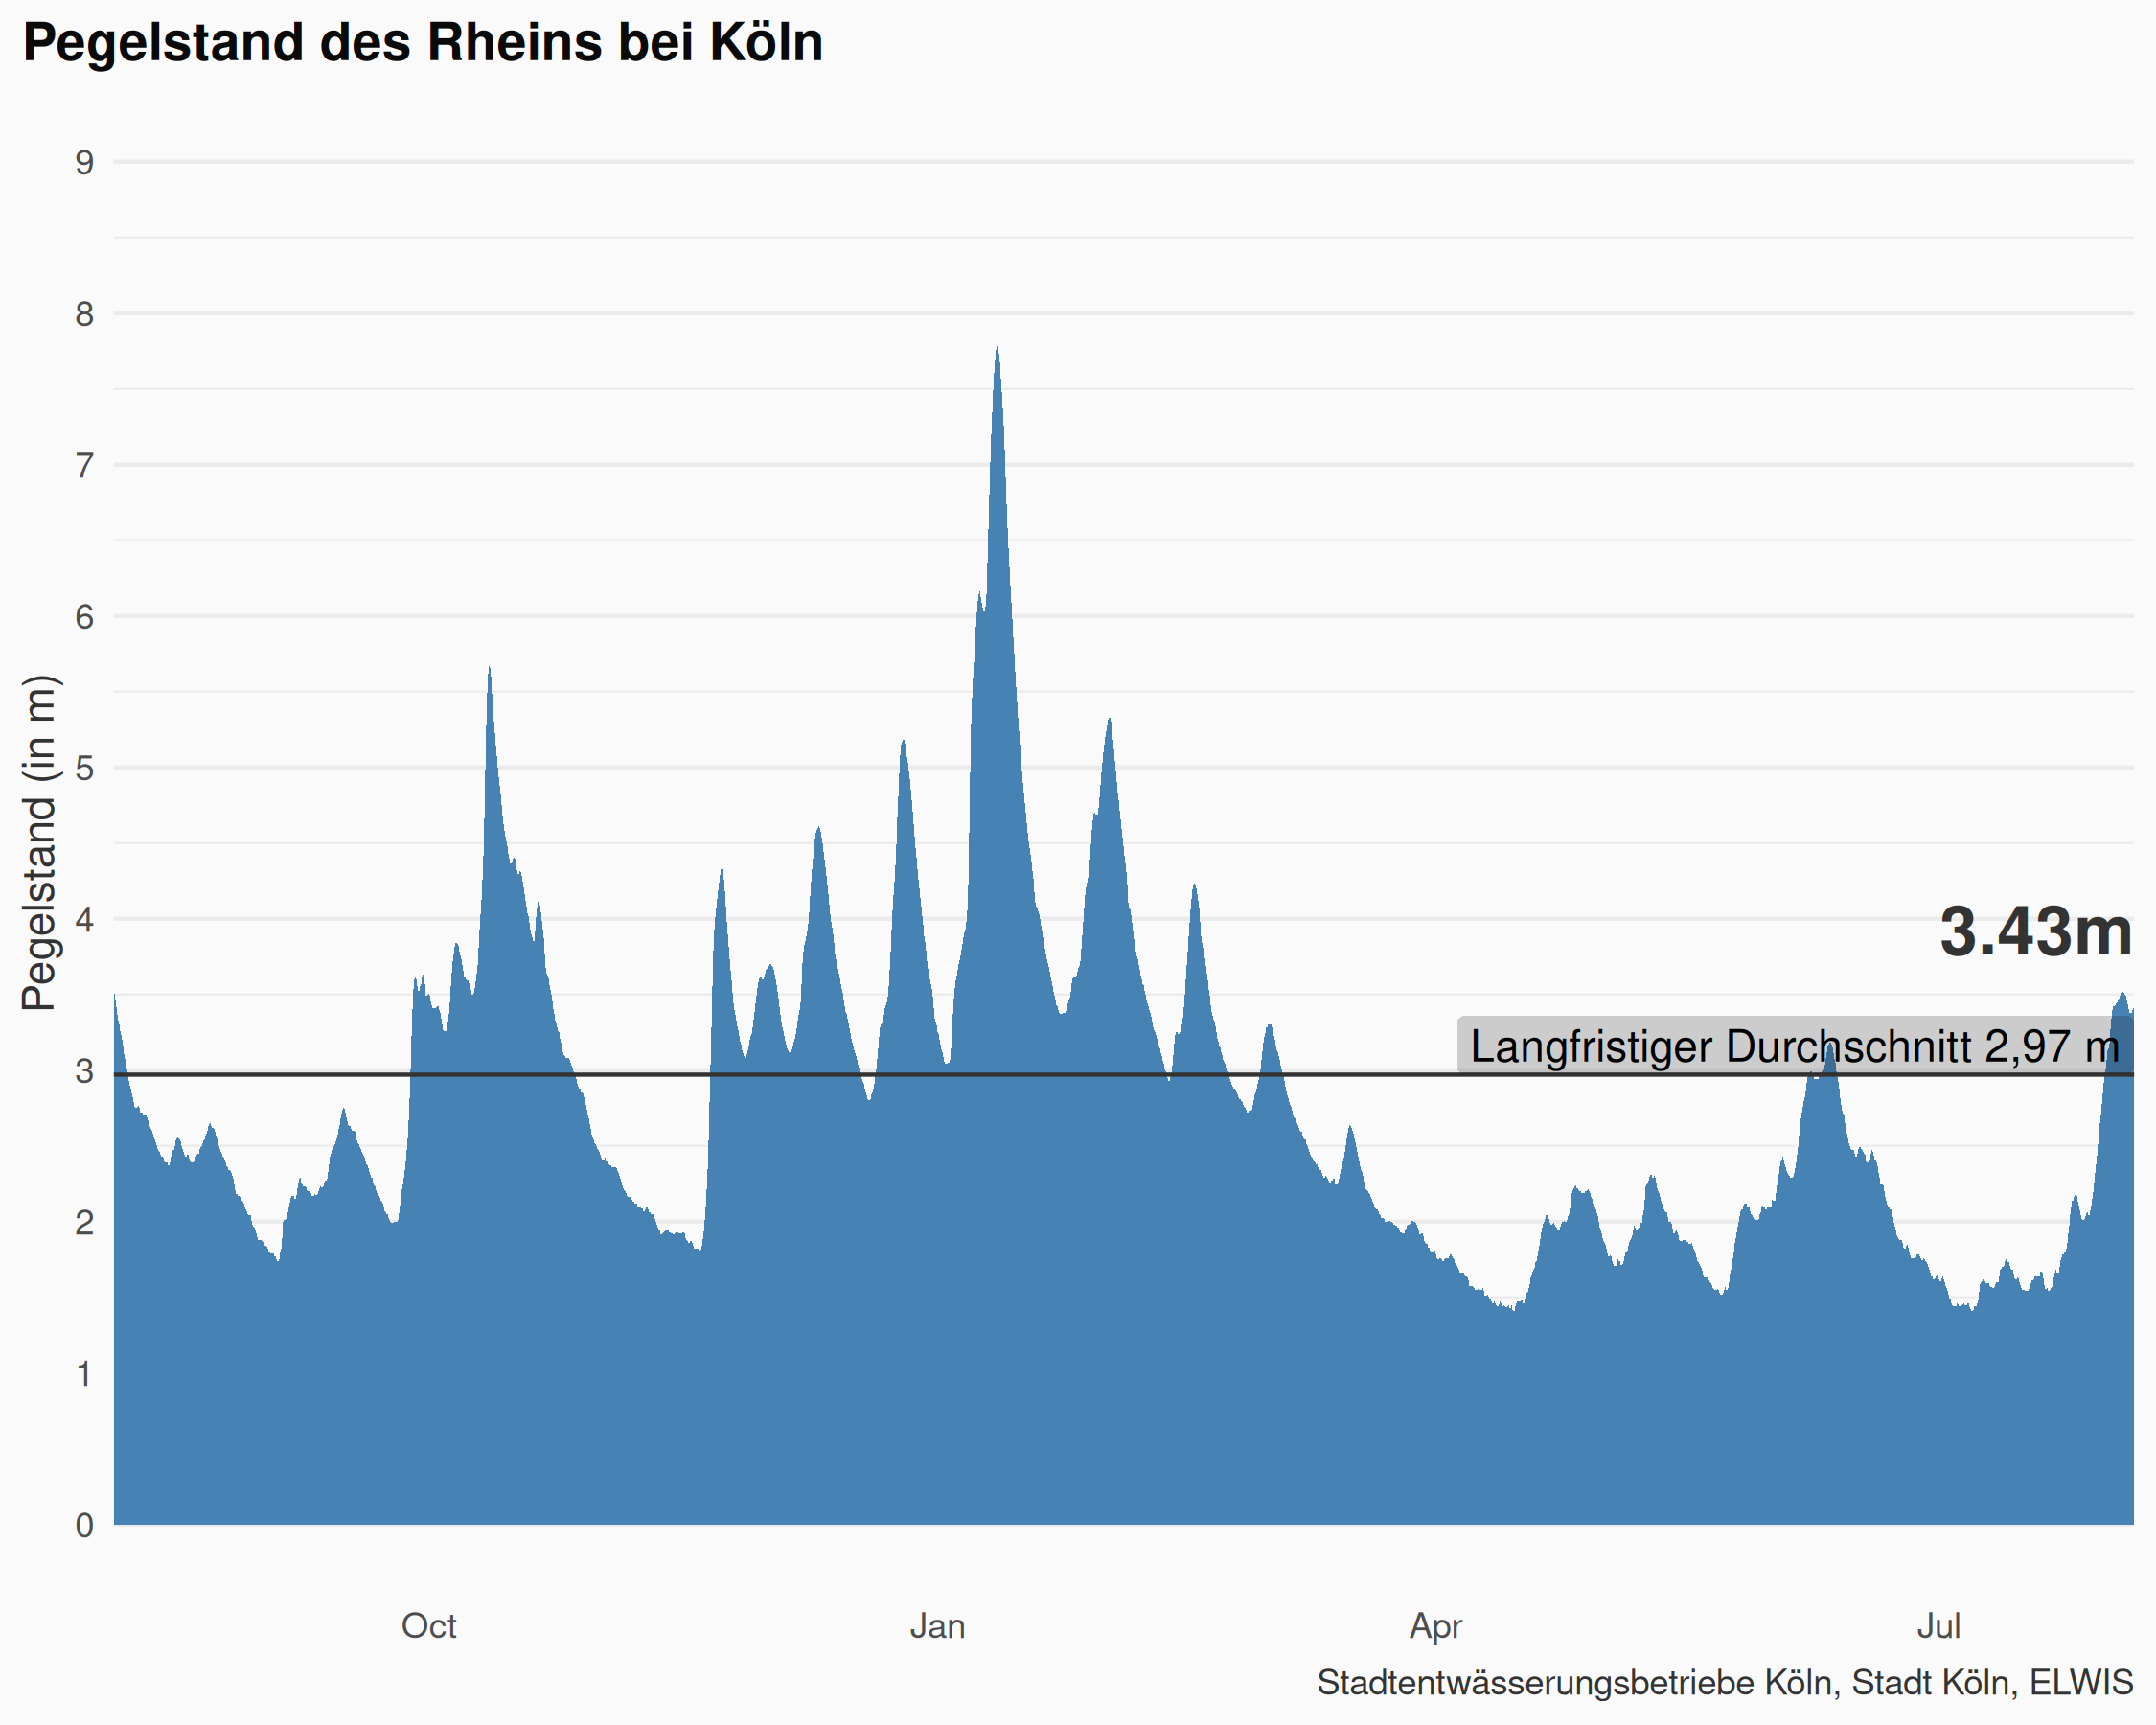 Pegelstand des Rheins bei Köln
Pegelstand (in m)
9
8
7
6
5
4
3
2
1
0
3.43m
Langfristiger Durchschnitt 2,97 m
Oct Jan Apr Jul
Stadtentwässerungsbetriebe Köln, Stadt Köln, ELWIS